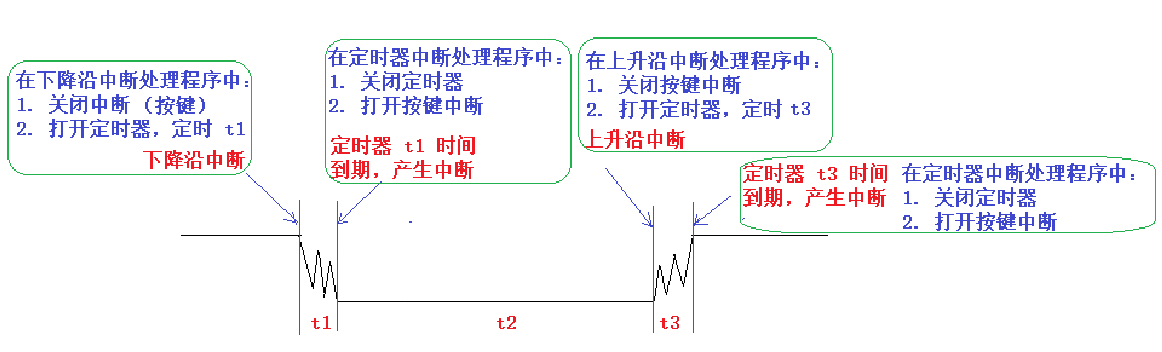 在下降沿中断处理程序中：
1. 关闭中断 (按键)
2. 打开定时器，定时 t1
下降沿中断
在定时器中断处理程序中：
1. 关闭定时器
2. 打开按键中断
定时器 t1 时间
到期，产生中断
在上升沿中断处理程序中：
1. 关闭按键中断
2. 打开定时器，定时 t3
上升沿中断
定时器 t3 时间
到期，产生中断
在定时器中断处理程序中：
1. 关闭定时器
2. 打开按键中断
t1
t2
t3